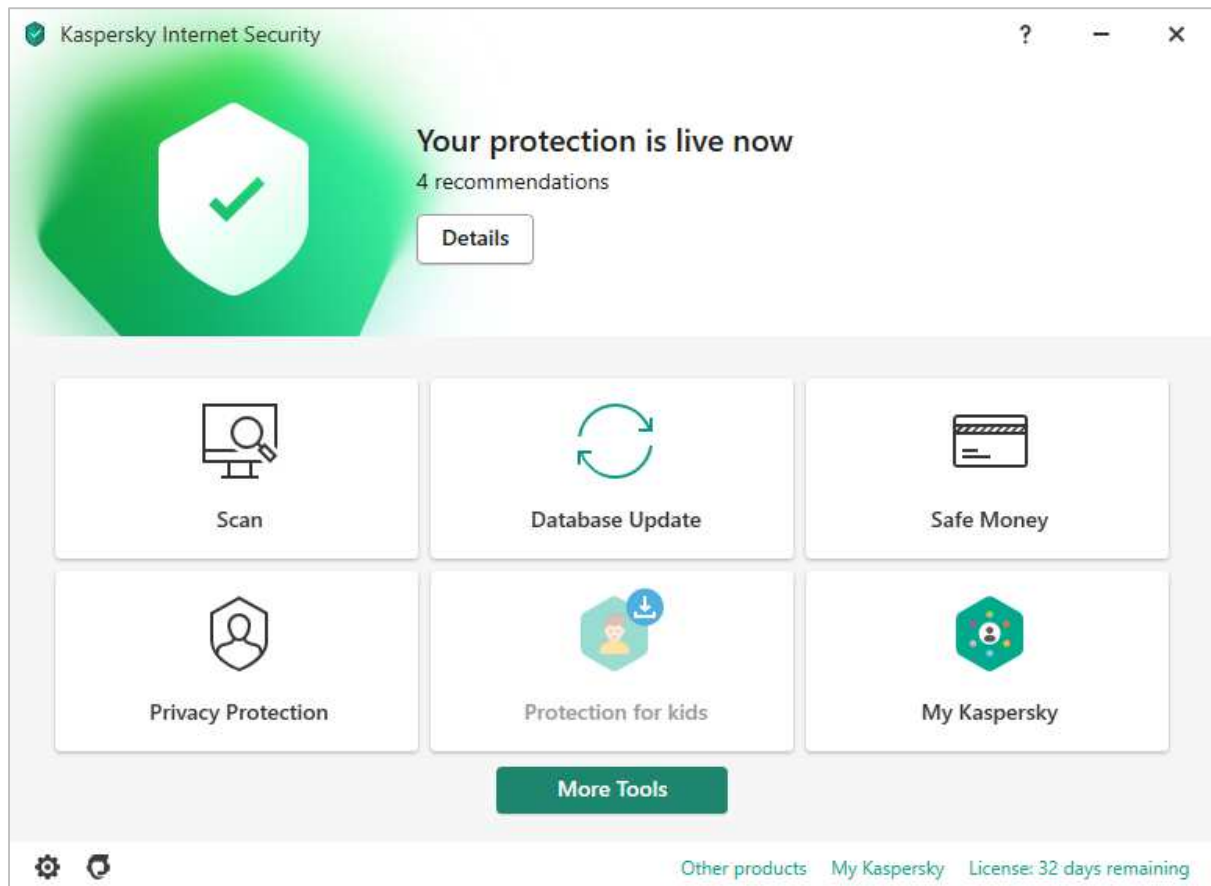 Kaspersky Internet Security
?
Your protection is live now
4 recommendations
Details
Scan
Database Update
Safe Money
Privacy Protection
Protection for kids
My Kaspersky
More Tools
Other products My Kaspersky License: 32 days remaining